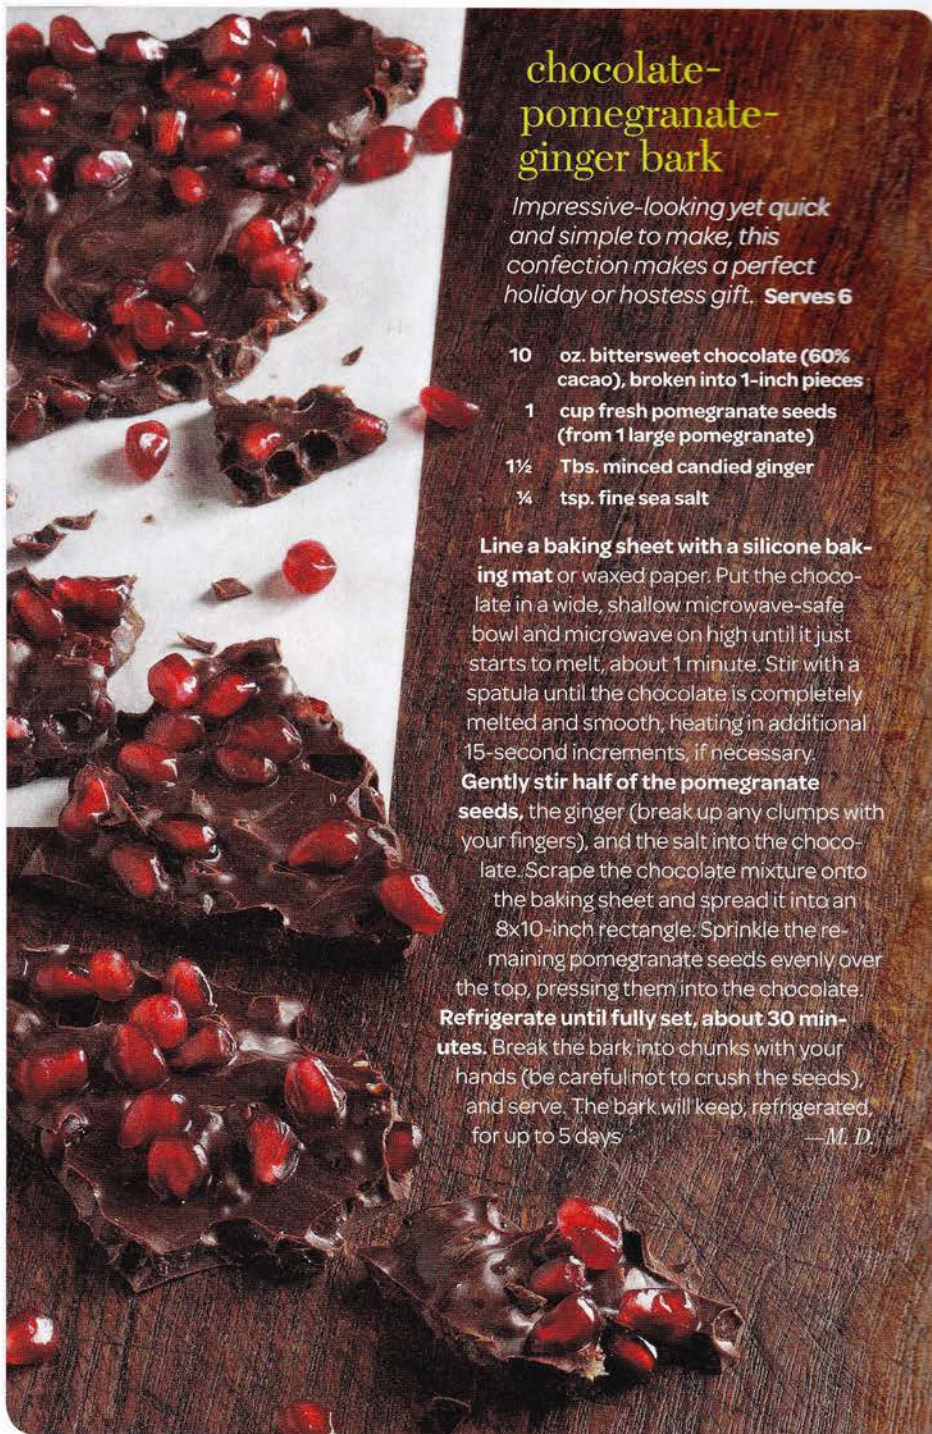 chocolate-
pomegranate-
ginger bark
Impressive-looking yet quick
and simple to make, this
confection makes a perfect
holiday or hostess gift. Serves 6
10 oz. bittersweet chocolate (60%
cacao), broken into 1-inch pieces
1 cup fresh pomegranate seeds
(from 1 large pomegranate)
1½ Tbs. minced candied ginger
¼ tsp. fine sea salt
Line a baking sheet with a silicone bak-
ing mat or waxed paper. Put the choco-
late in a wide, shallow microwave-safe
bowl and microwave on high until it just
starts to melt, about 1 minute. Stir with a
spatula until the chocolate is completely
melted and smooth, heating in additional
15-second increments, if necessary.
Gently stir half of the pomegranate
seeds, the ginger (break up any clumps with
your fingers), and the salt into the choco-
late. Scrape the chocolate mixture onto
the baking sheet and spread it into an
8x10-inch rectangle. Sprinkle the re-
maining pomegranate seeds evenly over
the top, pressing them into the chocolate.
Refrigerate until fully set, about 30 min-
utes. Break the bark into chunks with your
hands (be careful not to crush the seeds),
and serve. The bark will keep, refrigerated,
for up to 5 days —M. D.